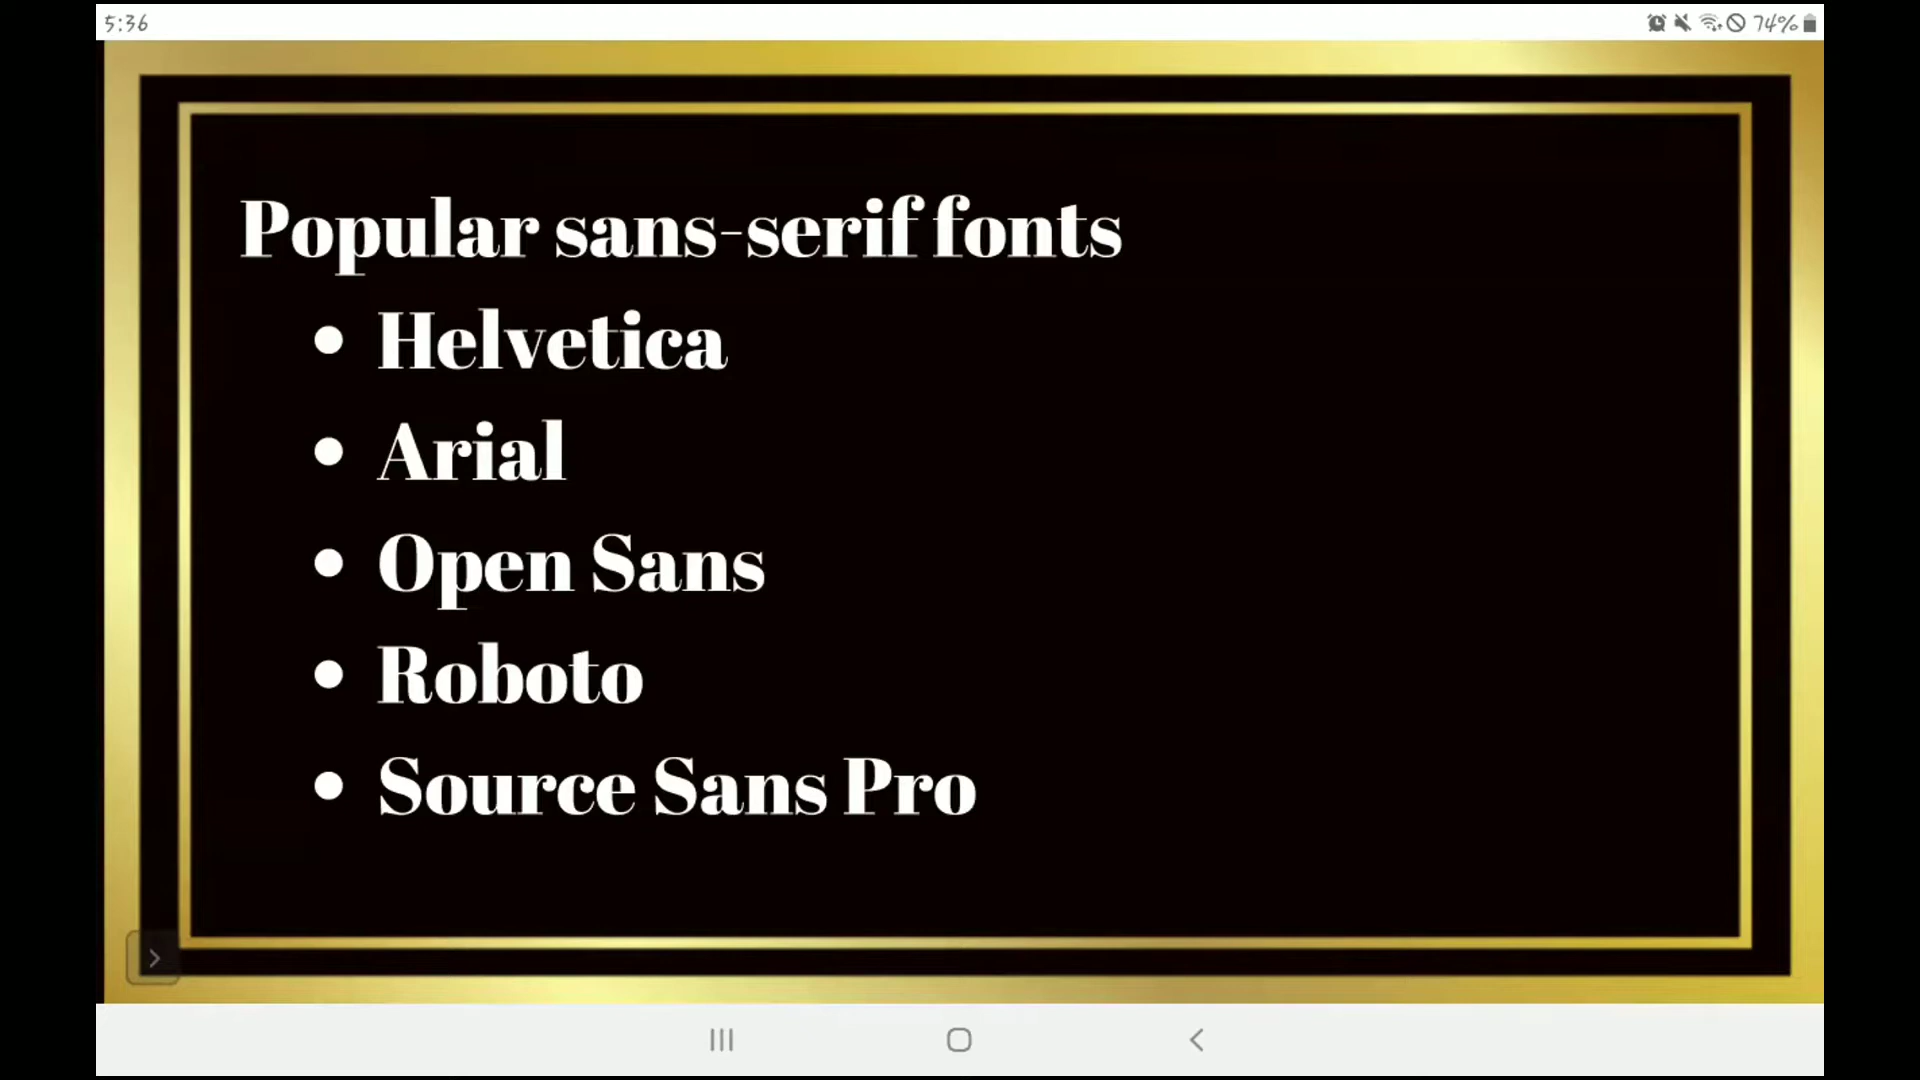 5:36
74%
Popular sans-serif fonts
• Helvetica
• Arial
• Open Sans
• Roboto
• Source Sans Pro